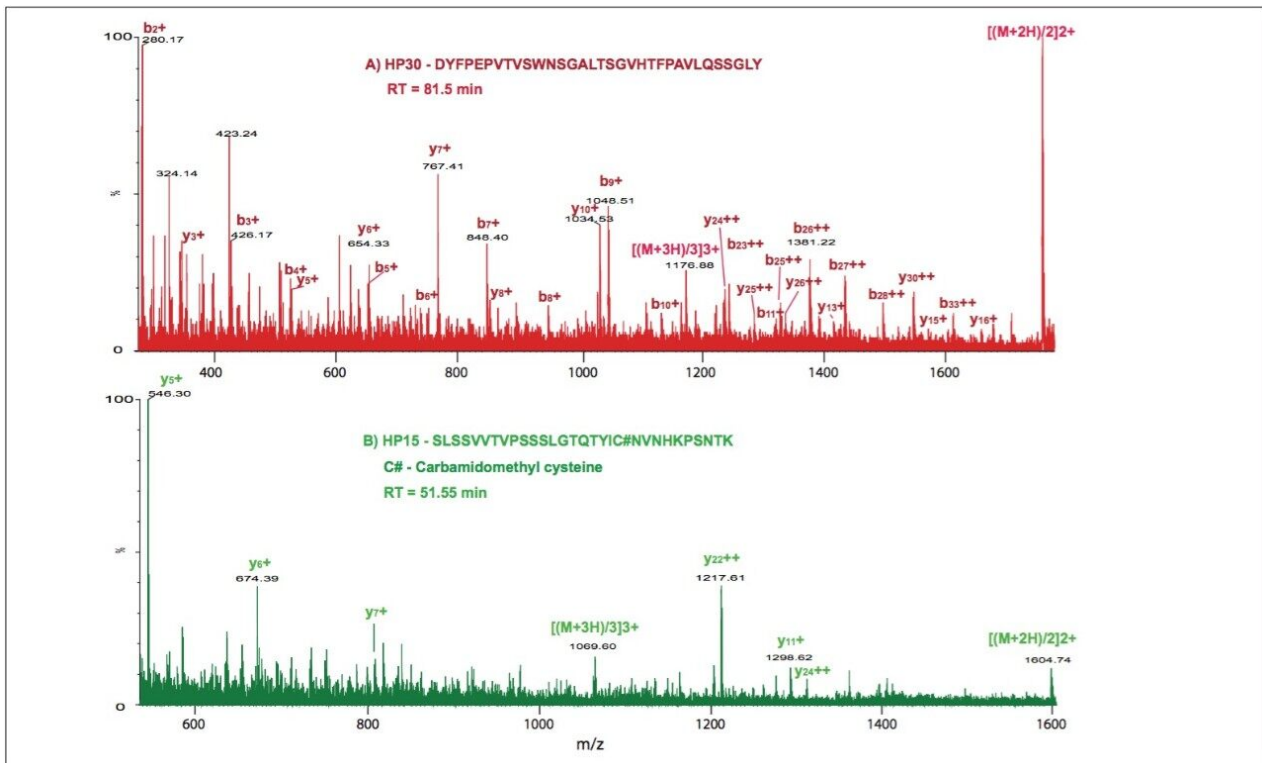 b2+
280.17
[(M+2H)/2]2+
100
A) HP30 - DYFPEPVTVSWNSGALTSGVHTFPAVLQSSGLY
RT = 81.5 min
423.24
324.14
y7+
767.41
%
b9+
1048.51
y10+
1034.53
y3+
b3+
426.17
y6+
654.33
b7+
848.40
[(M+3H)/3]3+
1176.88
y24++
b23++
b26++
1381.22
b25++
b4+
y5+
b5+
b6+
y8+
b8+
b10+
y25++
b11+
y26++
b27++
y13+
b28++
y30++
y15+
b33++
y16+
0
400 600 800 1000 1200 1400 1600
y5+
546.30
100
B) HP15 - SLSSVVTVPSSSLGTQTYIC#NVNHKPSNTK
C# - Carbamidomethyl cysteine
RT = 51.55 min
%
y6+
674.39
y7+
[(M+3H)/3]3+
1069.60
y22++
1217.61
y11+
1298.62
y24++
[(M+2H)/2]2+
1604.74
0
600 800 1000 1200 1400 1600
m/z